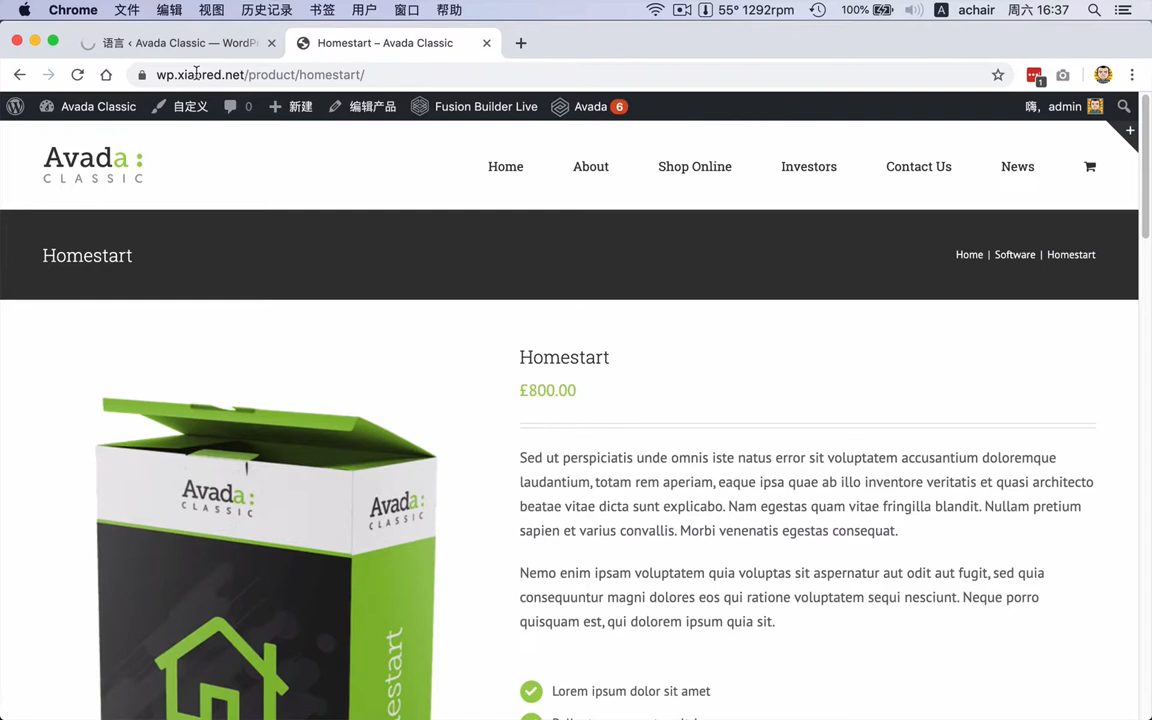 Chrome 文件 编辑 视图 历史记录 书签 用户 窗口 帮助 55° 1292rpm 100% A achair 周六 16:37
语言 ‹ Avada Classic — WordPr
Homestart – Avada Classic
wp.xiabred.net/product/homestart/
1
Avada Classic 自定义 0 新建 编辑产品 Fusion Builder Live Avada 6 嗨, admin
Avada :
CLASSIC
Home About Shop Online Investors Contact Us News
Homestart
Home | Software | Homestart
Homestart
£800.00
Sed ut perspiciatis unde omnis iste natus error sit voluptatem accusantium doloremque
laudantium, totam rem aperiam, eaque ipsa quae ab illo inventore veritatis et quasi architecto
beatae vitae dicta sunt explicabo. Nam egestas quam vitae fringilla blandit. Nullam pretium
sapien et varius convallis. Morbi venenatis egestas consequat.
Nemo enim ipsam voluptatem quia voluptas sit aspernatur aut odit aut fugit, sed quia
consequuntur magni dolores eos qui ratione voluptatem sequi nesciunt. Neque porro
quisquam est, qui dolorem ipsum quia sit.
Lorem ipsum dolor sit amet
Avada :
CLASSIC
Avada :
CLASSIC
estart